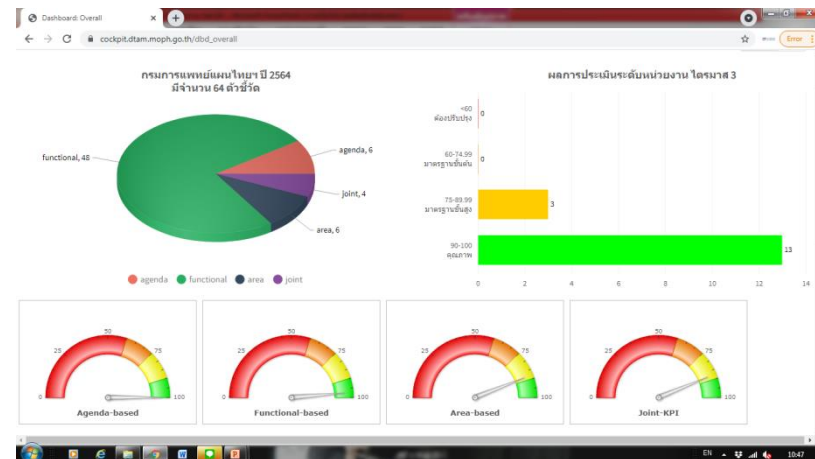 Dashboard: Overall
cockpit.dtam.moph.go.th/dbd_overall
Error
กรมการแพทย์แผนไทยฯ ปี 2564
มีจำนวน 64 ตัวชี้วัด
functional, 48
agenda, 6
joint, 4
area, 6
agenda functional area joint
ผลการประเมินระดับหน่วยงาน ไตรมาส 3
<60
ต้องปรับปรุง
0
60-74.99
มาตรฐานขั้นต้น
0
75-89.99
มาตรฐานขั้นสูง
3
90-100
คุณภาพ
13
0 2 4 6 8 10 12 14
0 25 50 75 100
Agenda-based
0 25 50 75 100
Functional-based
0 25 50 75 100
Area-based
0 25 50 75 100
Joint-KPI
EN
10:47